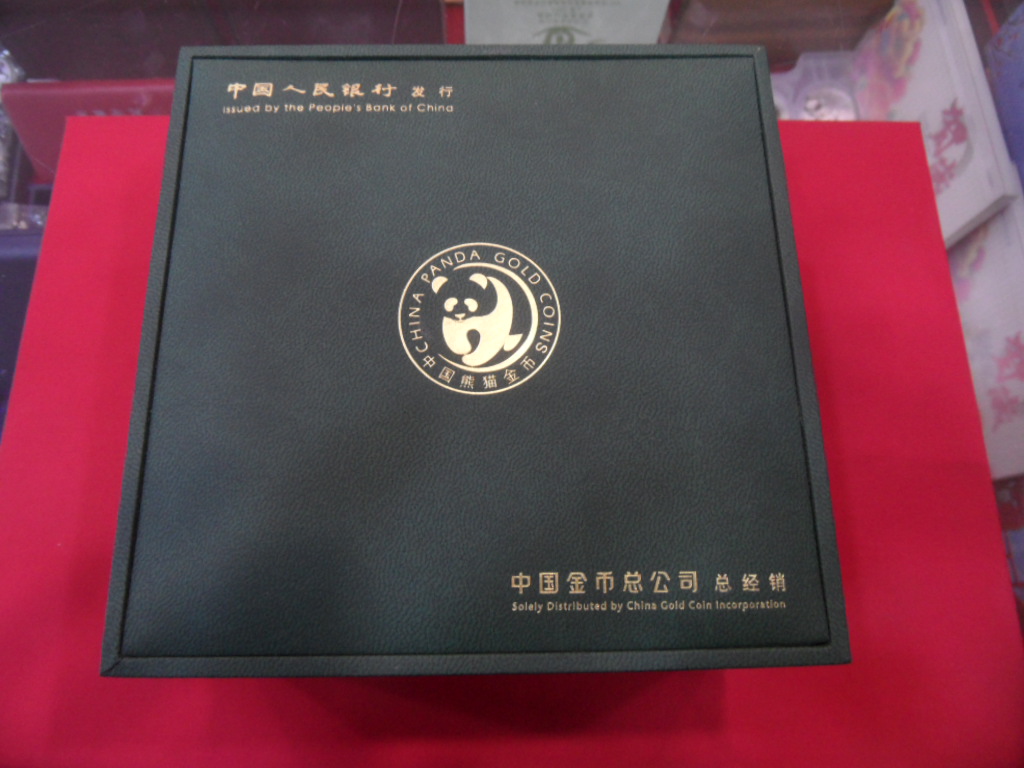 中国人民银行 发行
Issued by the People's Bank of China
CHINA PANDA GOLD COINS
中国熊猫金币
中国金币总公司 总经销
Solely Distributed by China Gold Coin Incorporation